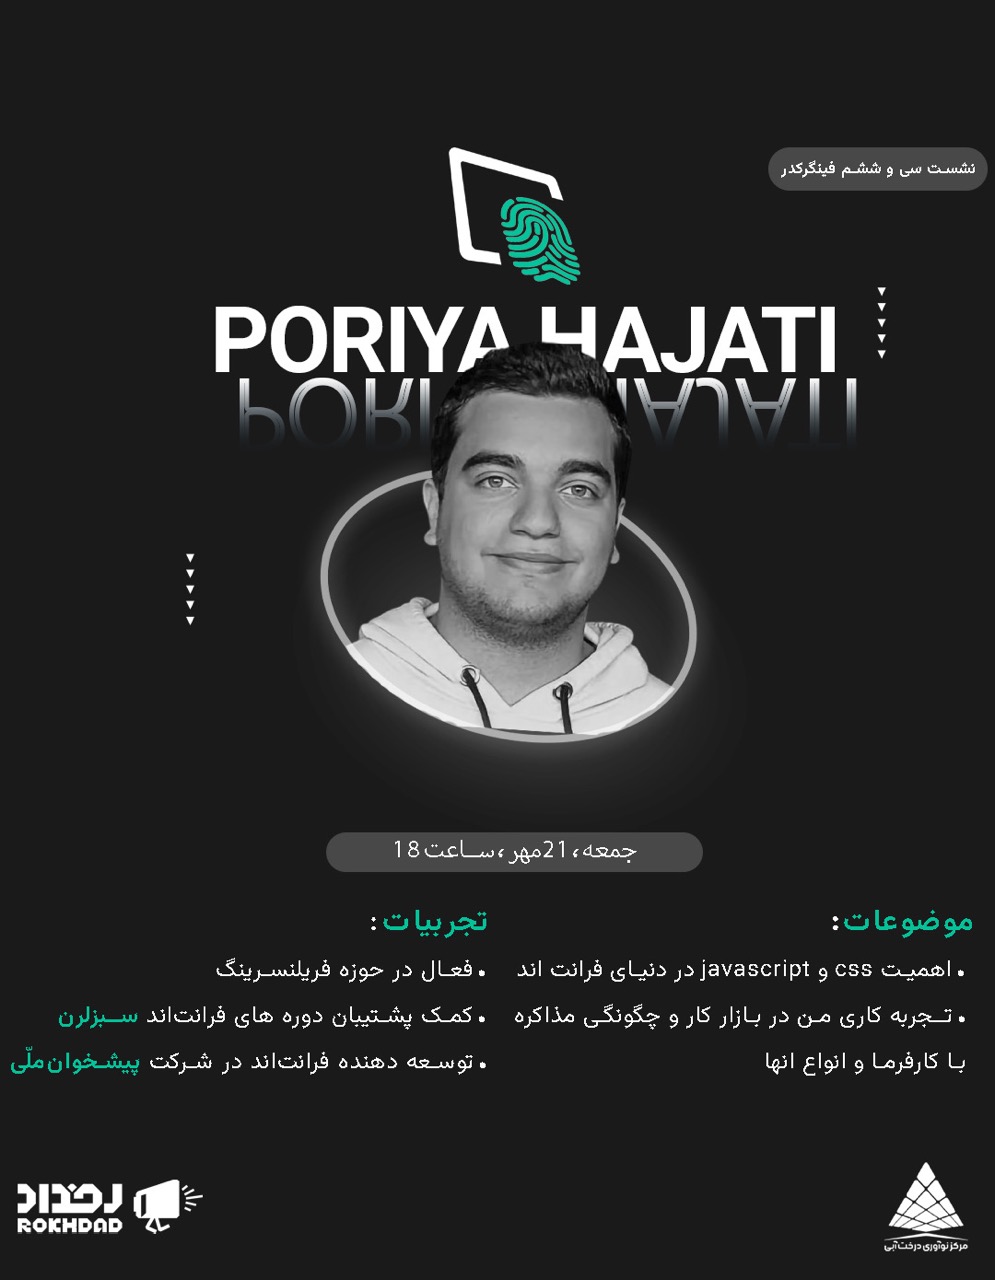 نشست سی و ششم فینگرکدر
PORIYA HAJATI
جمعه، 21مهر ،ساعت 18
موضوعات:
• اهمیت css و javascript در دنیای فرانت اند
• تجربه کاری من در بازار کار و چگونگی مذاکره
با کارفرما و انواع انها
تجربیات :
• فعال در حوزه فریلنسرینگ
• کمک پشتیبان دوره های فرانت‌اند سبزلرن
• توسعه دهنده فرانت‌اند در شرکت پیشخوان ملّی
رخداد
ROKHDAD
مرکز نوآوری درخت آبی